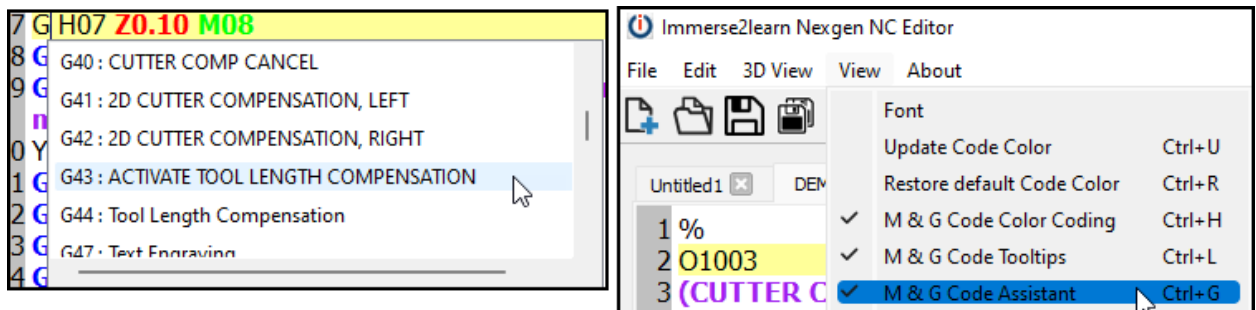 7 G H07 Z0.10 M08
8 G
G40 : CUTTER COMP CANCEL
9 G
G41 : 2D CUTTER COMPENSATION, LEFT
n
G42 : 2D CUTTER COMPENSATION, RIGHT
0 Y
1 G
G43 : ACTIVATE TOOL LENGTH COMPENSATION
2 G
G44 : Tool Length Compensation
3 G
G47 : Text Engraving
4 G
Immerse2learn Nexgen NC Editor
File Edit 3D View View About
Font
Update Code Color Ctrl+U
Restore default Code Color Ctrl+R
M & G Code Color Coding Ctrl+H
M & G Code Tooltips Ctrl+L
M & G Code Assistant Ctrl+G
Untitled1 DEM
1 %
2 O1003
3 (CUTTER C